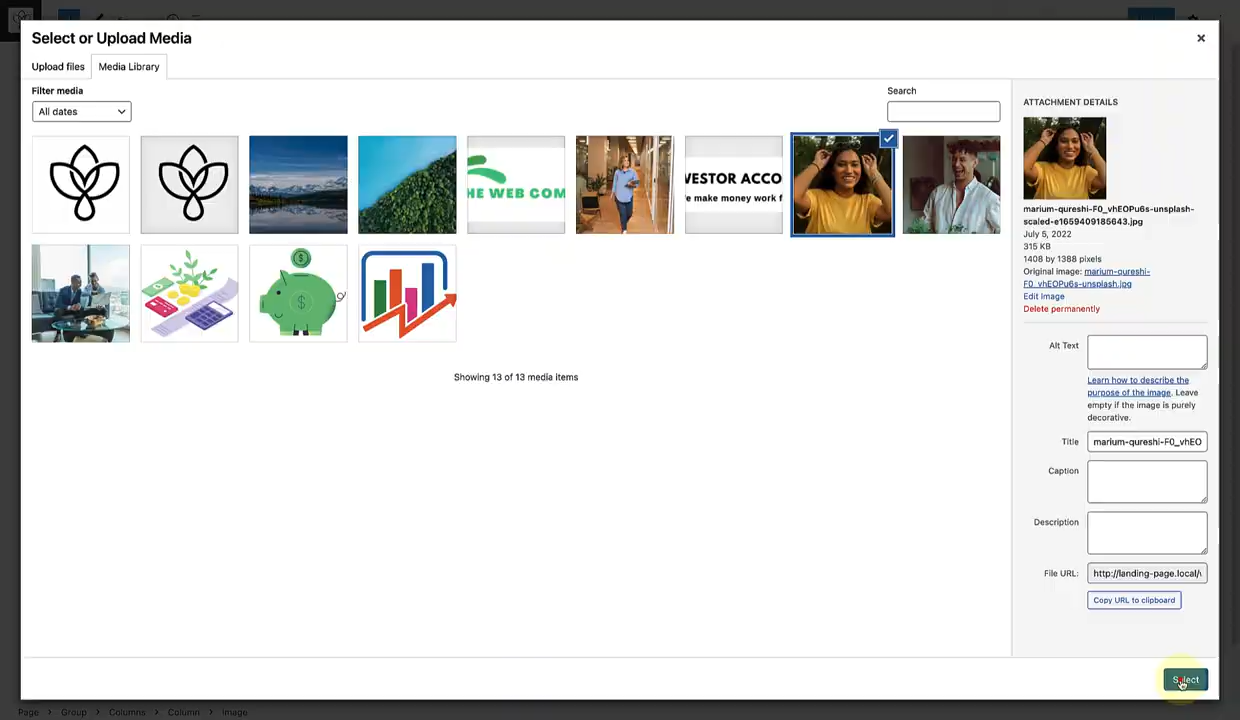 Select or Upload Media
Upload files
Media Library
Filter media
All dates
Search
HE WEB COM
VESTOR ACCO
e make money work f
Showing 13 of 13 media items
ATTACHMENT DETAILS
marium-qureshi-F0_vhEOPu6s-unsplash-
scaled-e1659409185643.jpg
July 5, 2022
315 KB
1408 by 1388 pixels
Original image: marium-qureshi-
F0_vhEOPu6s-unsplash.jpg
Edit Image
Delete permanently
Alt Text
Learn how to describe the
purpose of the image. Leave
empty if the image is purely
decorative.
Title
marium-qureshi-F0_vhEO
Caption
Description
File URL:
http://landing-page.local/
Copy URL to clipboard
Select
Page > Group > Columns > Column > Image